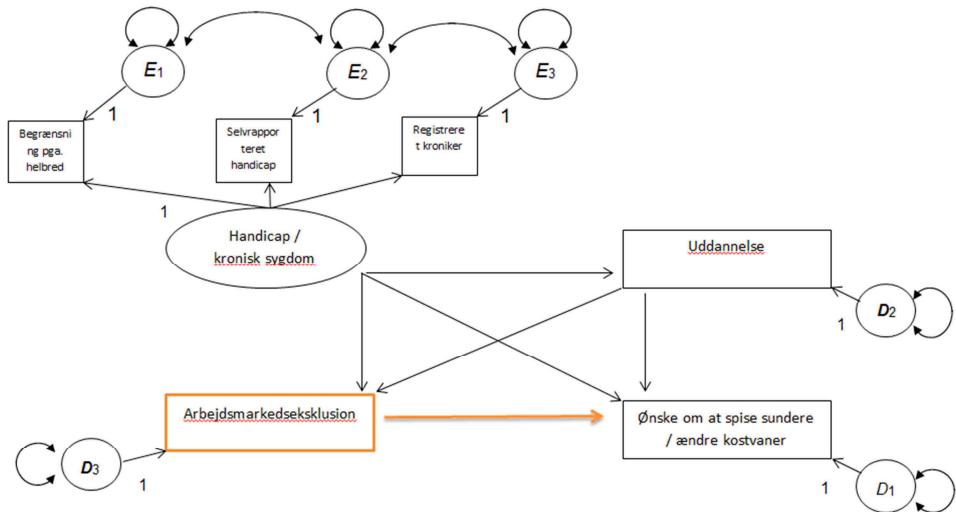 E1
E2
E3
1
1
1
Begrænsni
ng pga.
helbred
Selvrappor
teret
handicap
Registrere
t kroniker
1
Handicap /
kronisk sygdom
Uddannelse
D2
1
Arbejdsmarkedseksklusion
Ønske om at spise sundere
/ ændre kostvaner
D3
1
D1
1